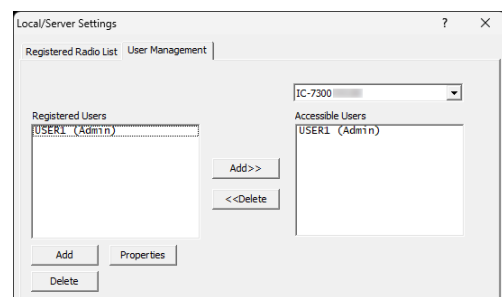 Local/Server Settings
?
Registered Radio List
User Management
IC-7300
Registered Users
Accessible Users
USER1 (Admin)
USER1 (Admin)
Add>>
<<Delete
Add
Properties
Delete